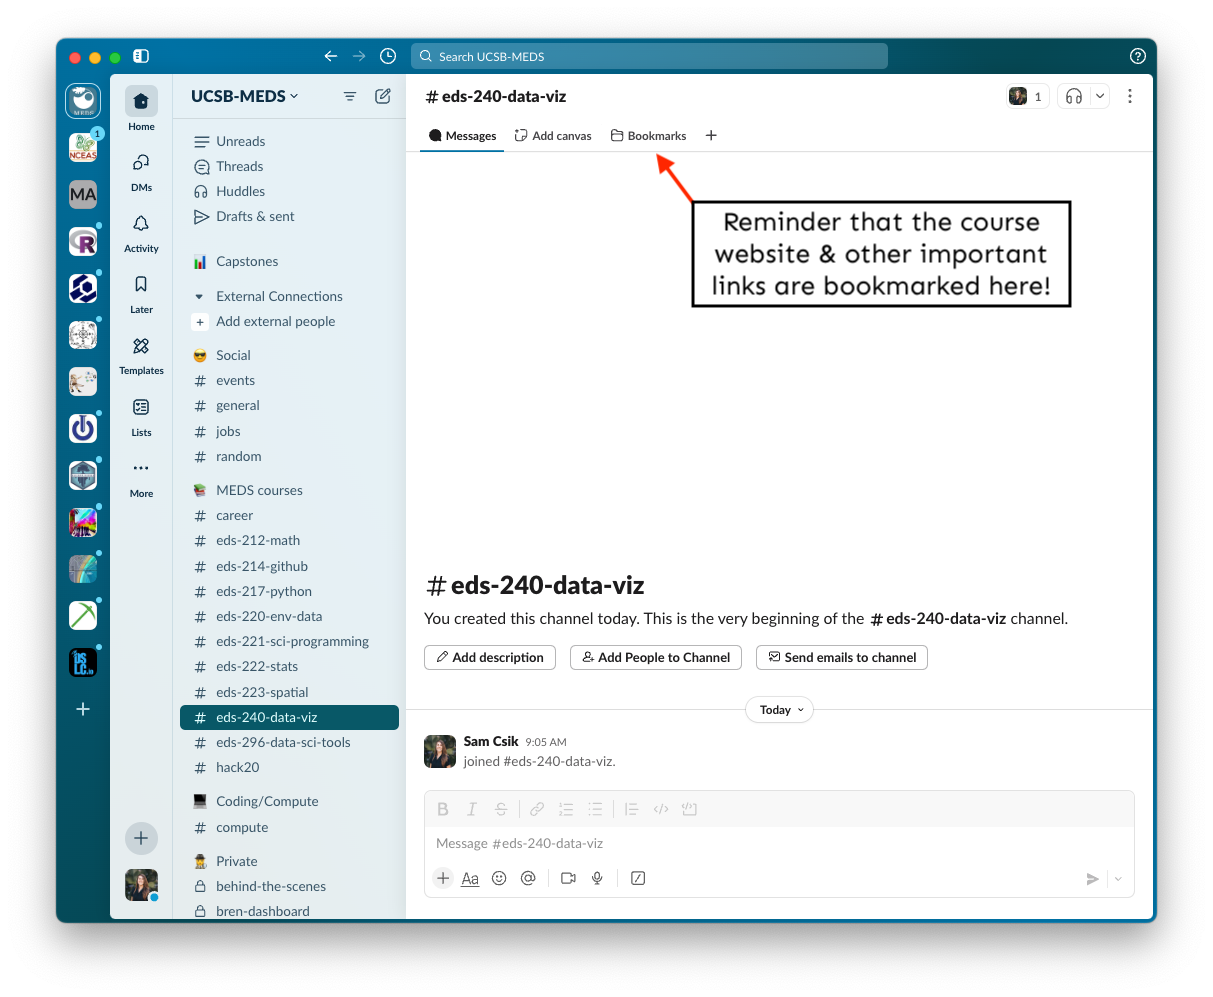 Search UCSB-MEDS
MEDS
1
NCEAS
MA
R
DS
LC.io
Home
DMs
Activity
Later
Templates
Lists
More
UCSB-MEDS
Unreads
Threads
Huddles
Drafts & sent
Capstones
External Connections
Add external people
Social
# events
# general
# jobs
# random
MEDS courses
# career
# eds-212-math
# eds-214-github
# eds-217-python
# eds-220-env-data
# eds-221-sci-programming
# eds-222-stats
# eds-223-spatial
# eds-240-data-viz
# eds-296-data-sci-tools
# hack20
Coding/Compute
# compute
Private
behind-the-scenes
bren-dashboard
# eds-240-data-viz
1
Messages
Add canvas
Bookmarks
Reminder that the course
website & other important
links are bookmarked here!
# eds-240-data-viz
You created this channel today. This is the very beginning of the # eds-240-data-viz channel.
Add description
Add People to Channel
Send emails to channel
Today
Sam Csik 9:05 AM
joined #eds-240-data-viz.
B I S
Message #eds-240-data-viz
Aa